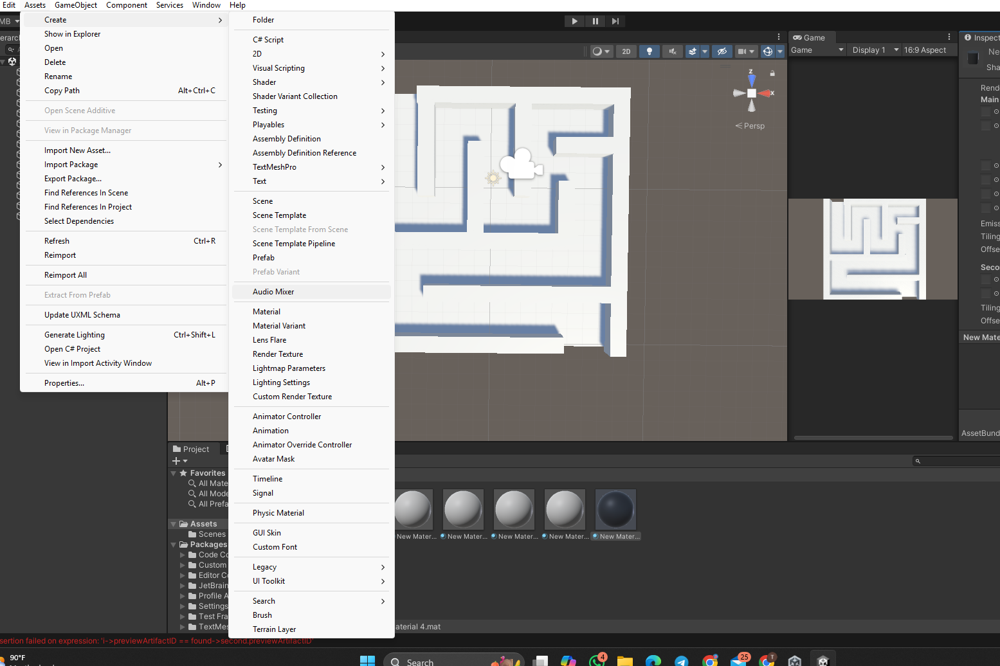 Edit Assets GameObject Component Services Window Help
MB
Create
Show in Explorer
Open
Delete
Rename
Copy Path Alt+Ctrl+C
Open Scene Additive
View in Package Manager
Import New Asset...
Import Package
Export Package...
Find References In Scene
Find References In Project
Select Dependencies
Refresh Ctrl+R
Reimport
Reimport All
Extract From Prefab
Update UXML Schema
Generate Lighting Ctrl+Shift+L
Open C# Project
View in Import Activity Window
Properties... Alt+P
Folder
C# Script
2D
Visual Scripting
Shader
Shader Variant Collection
Testing
Playables
Assembly Definition
Assembly Definition Reference
TextMeshPro
Text
Scene
Scene Template
Scene Template From Scene
Scene Template Pipeline
Prefab
Prefab Variant
Audio Mixer
Material
Material Variant
Lens Flare
Render Texture
Lightmap Parameters
Lighting Settings
Custom Render Texture
Animator Controller
Animation
Animator Override Controller
Avatar Mask
Timeline
Signal
Physic Material
GUI Skin
Custom Font
Legacy
UI Toolkit
Search
Brush
Terrain Layer
2D
z
x
Persp
Game
Game Display 1 16:9 Aspect
Inspect
Ne
Sha
Rend
Main
Emiss
Tiling
Offse
Seco
Tiling
Offse
New Mate
AssetBund
Project
Favorites
All Mate
All Mode
All Prefa
Assets
Scenes
Packages
Code Co
Custom
Editor Co
JetBrain
Profile A
Settings
Test Fra
TextMes
New Mater... New Mater... New Mater... New Mater... New Mater...
aterial 4.mat
sertion failed on expression: 'i->previewArtifactID == found->second.previewArtifactID'
90°F
Search
4
25
T